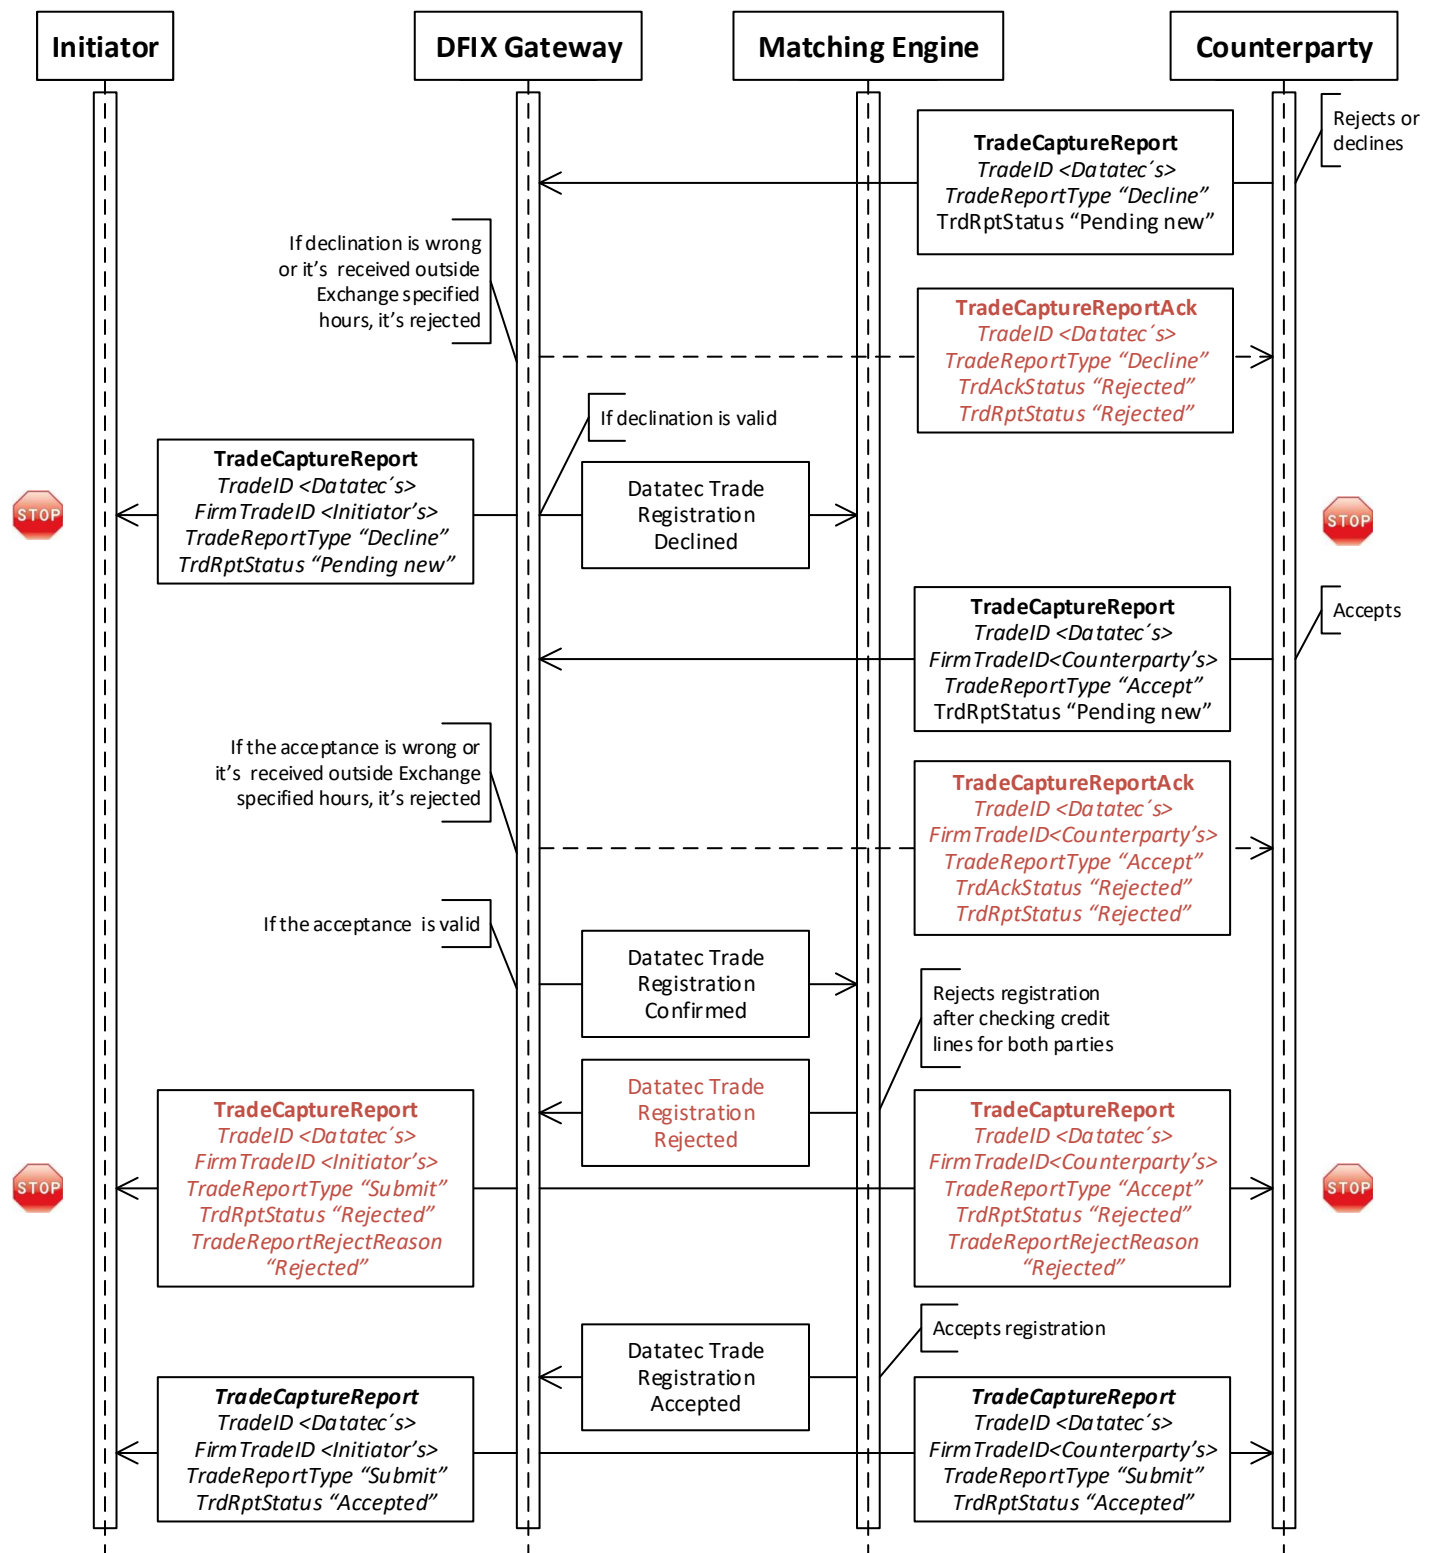 Initiator
DFIX Gateway
Matching Engine
Counterparty
Rejects or
declines
TradeCaptureReport
TradeID <Datatec´s>
TradeReportType “Decline”
TrdRptStatus “Pending new”
If declination is wrong
or it’s received outside
Exchange specified
hours, it’s rejected
TradeCaptureReportAck
TradeID <Datatec´s>
TradeReportType “Decline”
TrdAckStatus “Rejected”
TrdRptStatus “Rejected”
If declination is valid
TradeCaptureReport
TradeID <Datatec´s>
FirmTradeID <Initiator’s>
TradeReportType “Decline”
TrdRptStatus “Pending new”
Datatec Trade
Registration
Declined
STOP
STOP
TradeCaptureReport
TradeID <Datatec´s>
FirmTradeID<Counterparty’s>
TradeReportType “Accept”
TrdRptStatus “Pending new”
Accepts
If the acceptance is wrong or
it’s received outside Exchange
specified hours, it’s rejected
TradeCaptureReportAck
TradeID <Datatec´s>
FirmTradeID<Counterparty’s>
TradeReportType “Accept”
TrdAckStatus “Rejected”
TrdRptStatus “Rejected”
If the acceptance is valid
Datatec Trade
Registration
Confirmed
Rejects registration
after checking credit
lines for both parties
Datatec Trade
Registration
Rejected
TradeCaptureReport
TradeID <Datatec´s>
FirmTradeID <Initiator’s>
TradeReportType “Submit”
TrdRptStatus “Rejected”
TradeReportRejectReason
“Rejected”
TradeCaptureReport
TradeID <Datatec´s>
FirmTradeID<Counterparty’s>
TradeReportType “Accept”
TrdRptStatus “Rejected”
TradeReportRejectReason
“Rejected”
STOP
STOP
Accepts registration
Datatec Trade
Registration
Accepted
TradeCaptureReport
TradeID <Datatec´s>
FirmTradeID <Initiator’s>
TradeReportType “Submit”
TrdRptStatus “Accepted”
TradeCaptureReport
TradeID <Datatec´s>
FirmTradeID<Counterparty’s>
TradeReportType “Submit”
TrdRptStatus “Accepted”